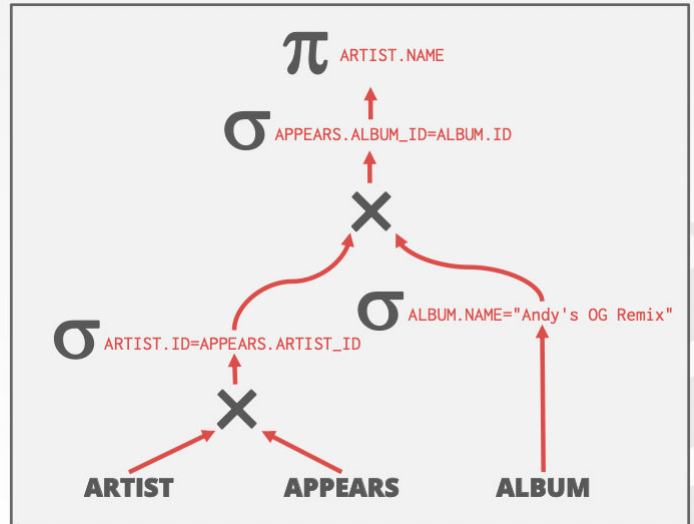 π ARTIST.NAME
σ APPEARS.ALBUM_ID=ALBUM.ID
×
σ ALBUM.NAME="Andy's OG Remix"
σ ARTIST.ID=APPEARS.ARTIST_ID
×
ARTIST APPEARS ALBUM